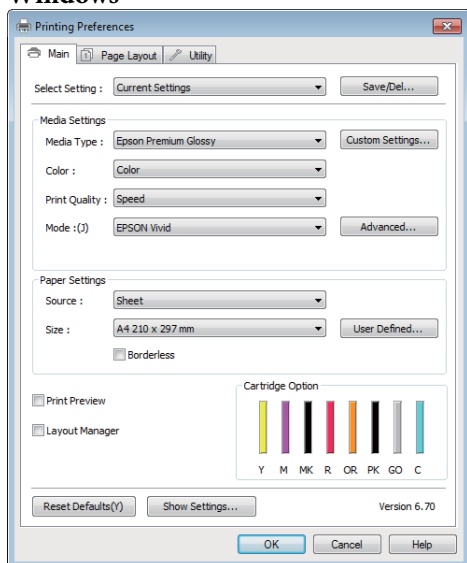 Windows
Printing Preferences
Main Page Layout Utility
Select Setting : Current Settings Save/Del...
Media Settings
Media Type : Epson Premium Glossy Custom Settings...
Color : Color
Print Quality : Speed
Mode :(J) EPSON Vivid Advanced...
Paper Settings
Source : Sheet
Size : A4 210 x 297 mm User Defined...
Borderless
Cartridge Option
Print Preview
Layout Manager
Y M MK R OR PK GO C
Reset Defaults(Y) Show Settings... Version 6.70
OK Cancel Help